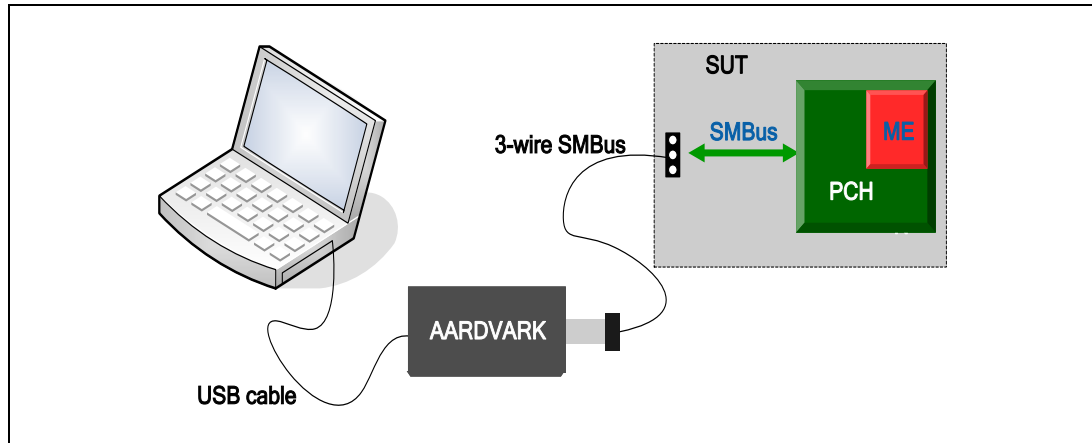 SUT
SMBus
ME
3-wire SMBus
PCH
AARDVARK
USB cable